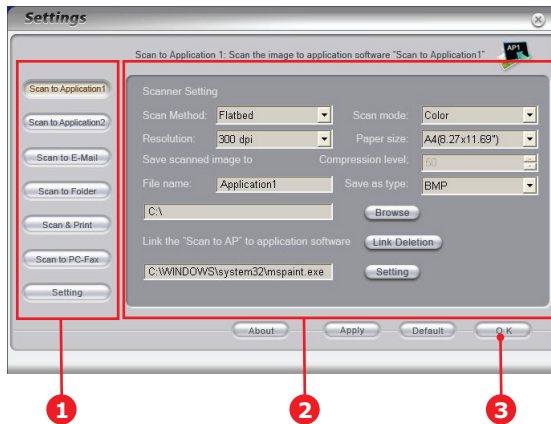 Settings
Scan to Application 1: Scan the image to application software "Scan to Application1"
AP1
Scan to Application1
Scan to Application2
Scan to E-Mail
Scan to Folder
Scan & Print
Scan to PC-Fax
Setting
Scanner Setting
Scan Method: Flatbed Scan mode: Color
Resolution: 300 dpi Paper size: A4(8.27x11.69")
Save scanned image to Compression level: 50
File name: Application1 Save as type: BMP
C:\ Browse
Link the "Scan to AP" to application software Link Deletion
C:\WINDOWS\system32\mspaint.exe Setting
About Apply Default OK
1 2 3